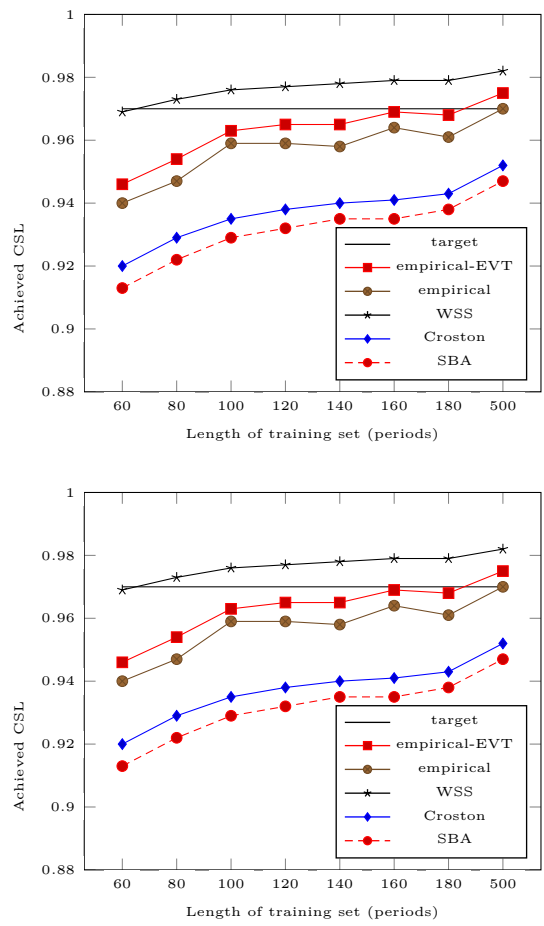 1
0.98
0.96
0.94
0.92
0.9
0.88
Achieved CSL
target
empirical-EVT
empirical
WSS
Croston
SBA
60 80 100 120 140 160 180 500
Length of training set (periods)
1
0.98
0.96
0.94
0.92
0.9
0.88
Achieved CSL
target
empirical-EVT
empirical
WSS
Croston
SBA
60 80 100 120 140 160 180 500
Length of training set (periods)